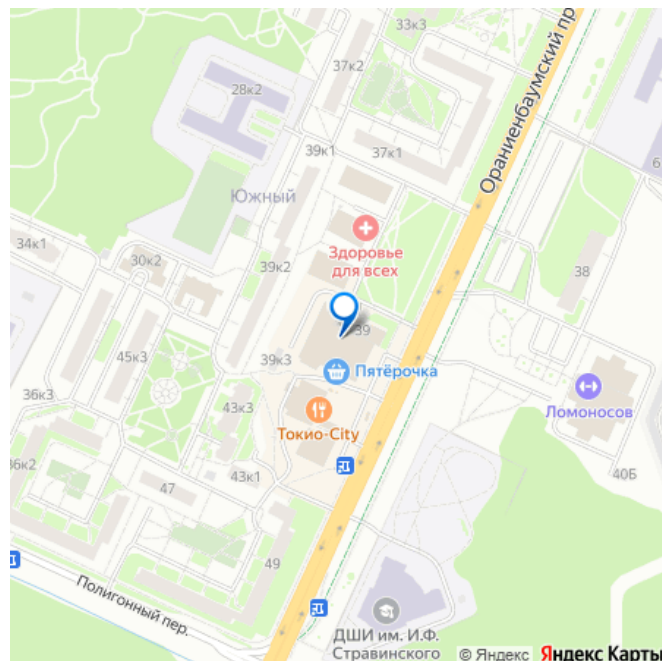 33к3
37к2
28к2
Ораниенбаумский пр
39к1
37к1
Южный
34к1
30к2
39к2
Здоровье
для всех
38
39
45к3
39к3
Пятёрочка
36к3
43к3
Токио-City
Ломоносов
36к2
47
43к1
40Б
49
Полигонный пер.
ДШИ им. И.Ф.
Стравинского
© Яндекс Яндекс Карты